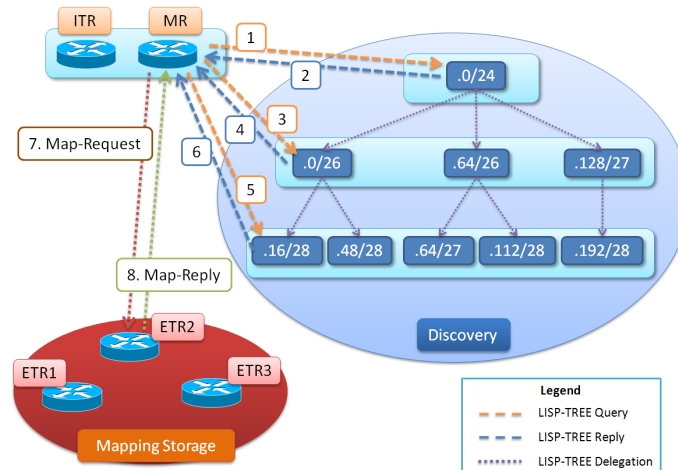 ITR
MR
1
2
3
4
5
6
.0/24
7. Map-Request
.0/26
.64/26
.128/27
.16/28
.48/28
.64/27
.112/28
.192/28
8. Map-Reply
ETR2
Discovery
ETR1
ETR3
Mapping Storage
Legend
LISP-TREE Query
LISP-TREE Reply
LISP-TREE Delegation